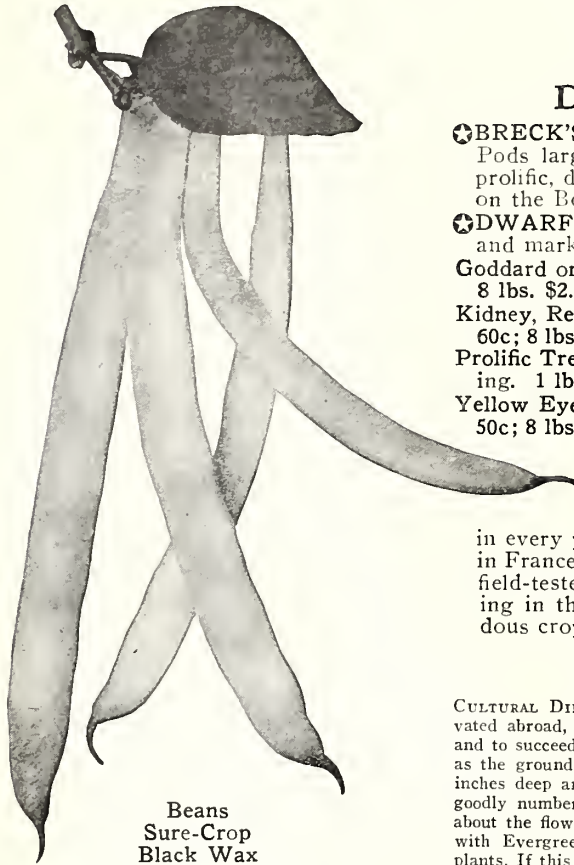 D
✪BRECK'S
Pods larg
prolific, d
on the Bo
✪DWARF
and mark
Goddard or
8 lbs. $2.
Kidney, Re
60c; 8 lbs
Prolific Tre
ing. 1 lb
Yellow Eye
50c; 8 lbs
in every
in France
field-teste
ing in th
dous crop
CULTURAL DI
vated abroad,
and to succeed
as the ground
inches deep an
goodly number
about the flow
with Evergree
plants. If this
Beans
Sure-Crop
Black Wax